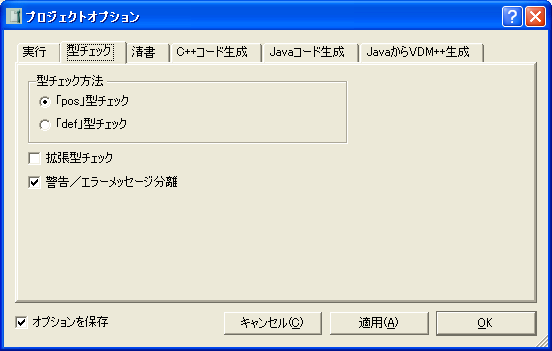 プロジェクトオプション
実行 型チェック 清書 C++コード生成 Javaコード生成 JavaからVDM++生成
型チェック方法
「pos」型チェック
「def」型チェック
拡張型チェック
警告／エラーメッセージ分離
オプションを保存 キャンセル(C) 適用(A) OK